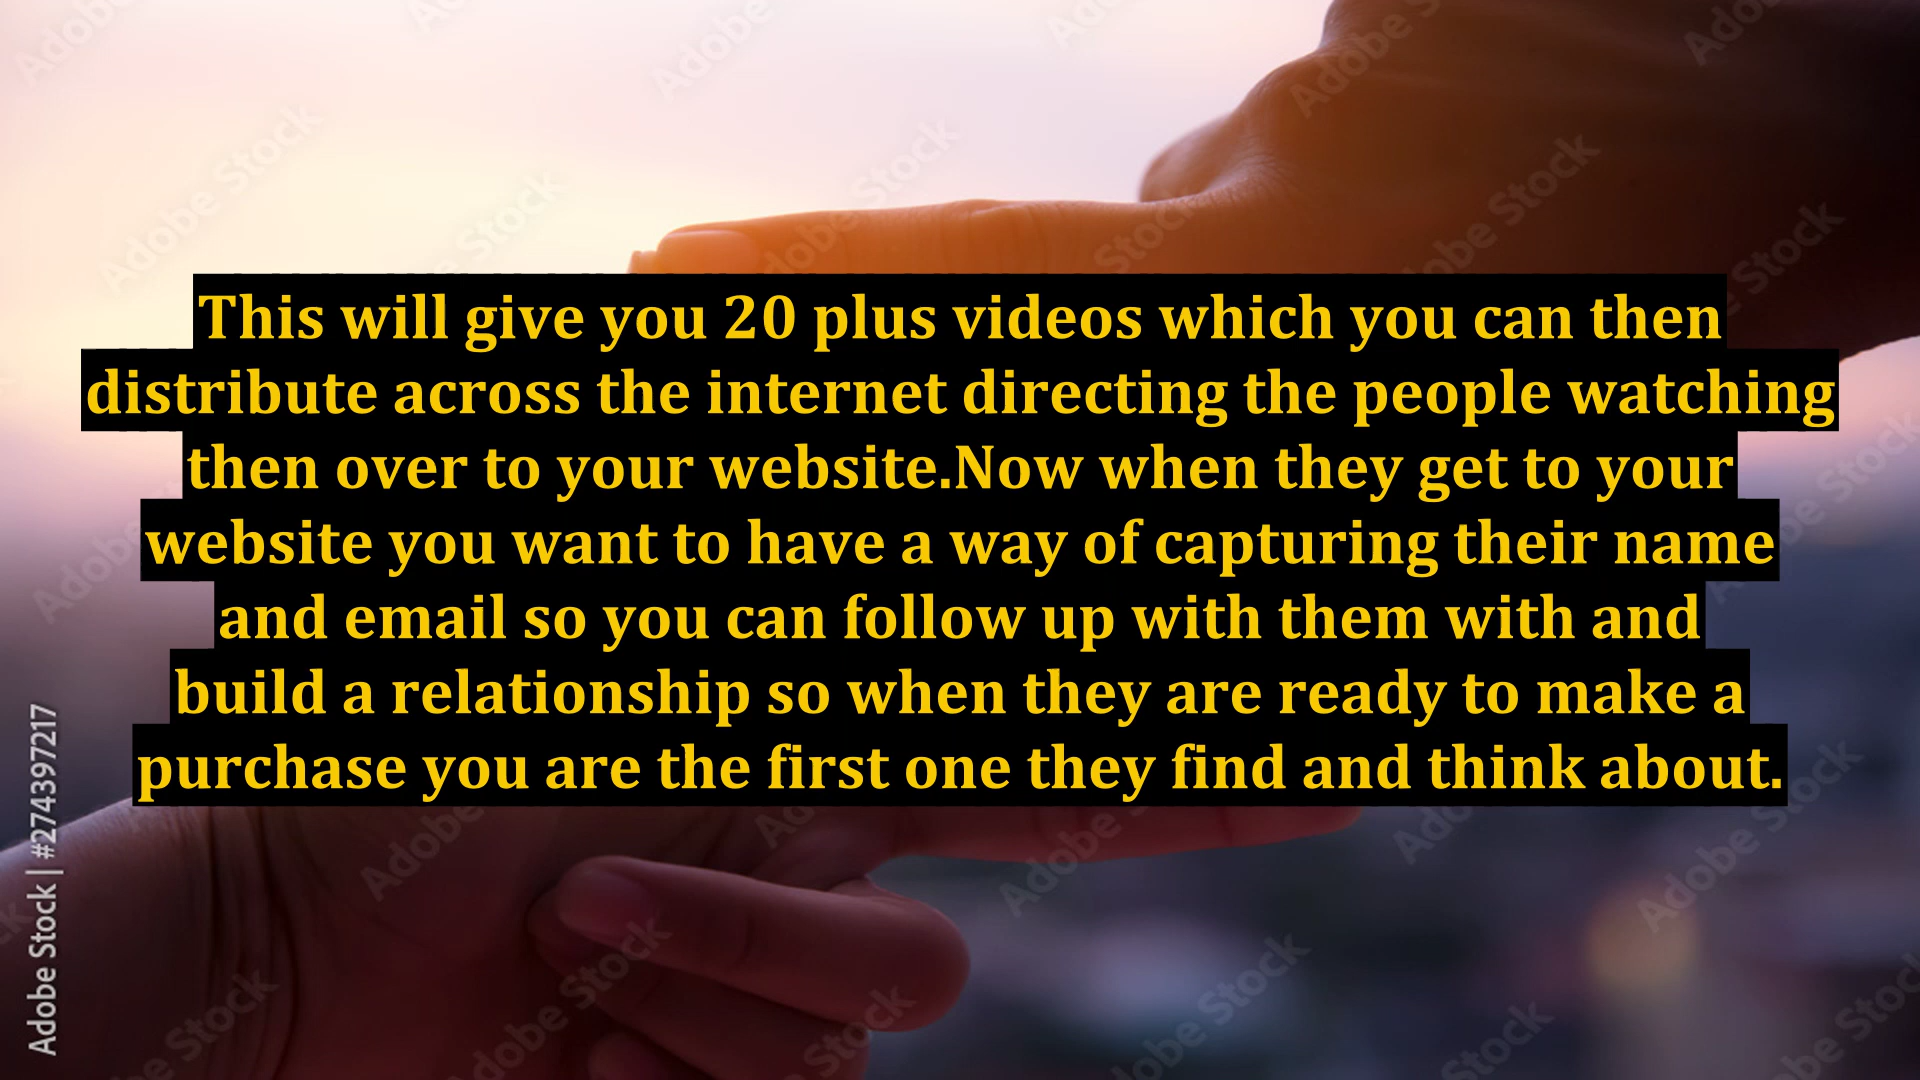 This will give you 20 plus videos which you can then
distribute across the internet directing the people watching
then over to your website.Now when they get to your
website you want to have a way of capturing their name
and email so you can follow up with them with and
build a relationship so when they are ready to make a
purchase you are the first one they find and think about.
Adobe Stock | #274397217
Adobe Stock